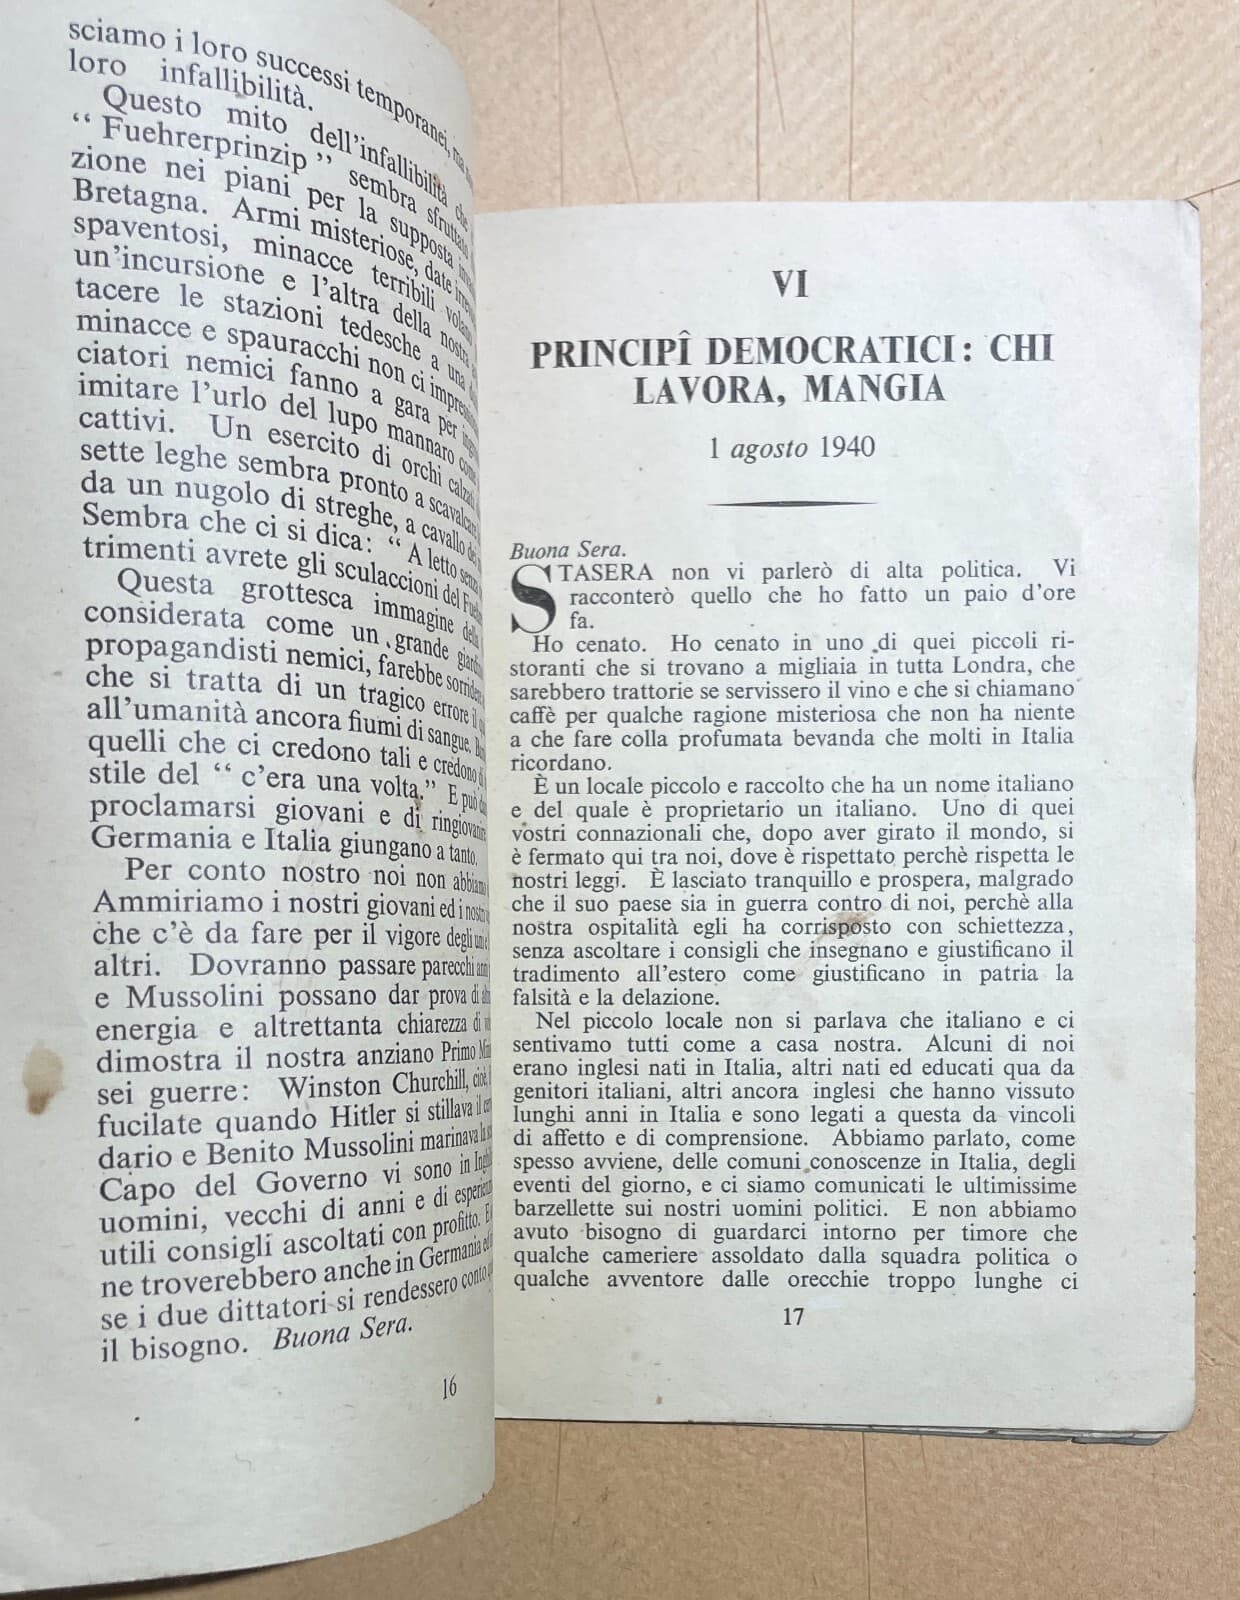 sciamo i loro successi temporanei, ma
loro infallibilità.
Questo mito dell'infallibilità che
“ Fuehrerprinzip ” sembra sfruttato
zione nei piani per la supposta
Bretagna. Armi misteriose, date
spaventosi, minacce terribili volano
un'incursione e l'altra della nostra
tacere le stazioni tedesche a una
minacce e spauracchi non ci
ciatori nemici fanno a gara per
imitare l'urlo del lupo mannaro come
cattivi. Un esercito di orchi calzati
sette leghe sembra pronto a scavalcare
da un nugolo di streghe, a cavallo
Sembra che ci si dica: “ A letto senza
trimenti avrete gli sculaccioni del
Questa grottesca immagine della
considerata come un grande
propagandisti nemici, farebbe sorridere
che si tratta di un tragico errore il
all'umanità ancora fiumi di sangue.
quelli che ci credono tali e credono
stile del “ c'era una volta.” E può
proclamarsi giovani e di ringiovanire
Germania e Italia giungano a tanto.
Per conto nostro noi non abbiamo
Ammiriamo i nostri giovani ed i
che c'è da fare per il vigore degli uni e
altri. Dovranno passare parecchi anni
e Mussolini possano dar prova di
energia e altrettanta chiarezza di
dimostra il nostra anziano Primo
sei guerre: Winston Churchill, cioè,
fucilate quando Hitler si stillava il
dario e Benito Mussolini marinava la
Capo del Governo vi sono in
uomini, vecchi di anni e di
utili consigli ascoltati con profitto.
ne troverebbero anche in Germania ed
se i due dittatori si rendessero conto
il bisogno. Buona Sera.
16
VI
PRINCIPÎ DEMOCRATICI: CHI
LAVORA, MANGIA
1 agosto 1940
Buona Sera.
STASERA non vi parlerò di alta politica. Vi
racconterò quello che ho fatto un paio d'ore
fa.
Ho cenato. Ho cenato in uno di quei piccoli ri-
storanti che si trovano a migliaia in tutta Londra, che
sarebbero trattorie se servissero il vino e che si chiamano
caffè per qualche ragione misteriosa che non ha niente
a che fare colla profumata bevanda che molti in Italia
ricordano.
È un locale piccolo e raccolto che ha un nome italiano
e del quale è proprietario un italiano. Uno di quei
vostri connazionali che, dopo aver girato il mondo, si
è fermato qui tra noi, dove è rispettato perchè rispetta le
nostri leggi. È lasciato tranquillo e prospera, malgrado
che il suo paese sia in guerra contro di noi, perchè alla
nostra ospitalità egli ha corrisposto con schiettezza,
senza ascoltare i consigli che insegnano e giustificano il
tradimento all'estero come giustificano in patria la
falsità e la delazione.
Nel piccolo locale non si parlava che italiano e ci
sentivamo tutti come a casa nostra. Alcuni di noi
erano inglesi nati in Italia, altri nati ed educati qua da
genitori italiani, altri ancora inglesi che hanno vissuto
lunghi anni in Italia e sono legati a questa da vincoli
di affetto e di comprensione. Abbiamo parlato, come
spesso avviene, delle comuni conoscenze in Italia, degli
eventi del giorno, e ci siamo comunicati le ultimissime
barzellette sui nostri uomini politici. E non abbiamo
avuto bisogno di guardarci intorno per timore che
qualche cameriere assoldato dalla squadra politica o
qualche avventore dalle orecchie troppo lunghe ci
17